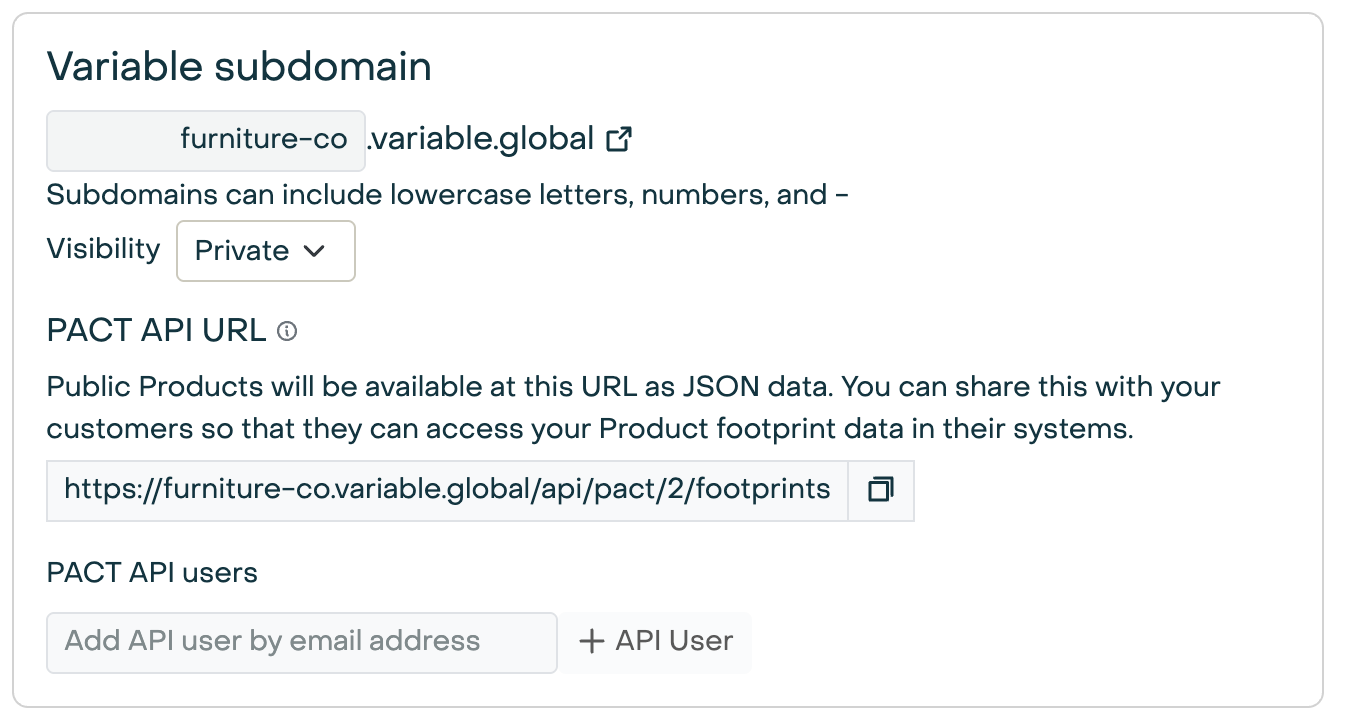 Variable subdomain
furniture-co.variable.global
Subdomains can include lowercase letters, numbers, and -
Visibility Private
PACT API URL
Public Products will be available at this URL as JSON data. You can share this with your
customers so that they can access your Product footprint data in their systems.
https://furniture-co.variable.global/api/pact/2/footprints
PACT API users
Add API user by email address + API User